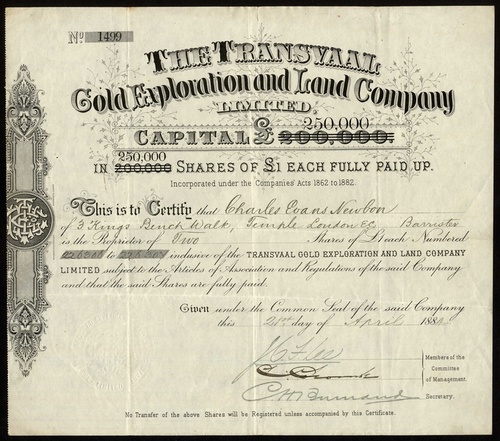 No. 1499
THE TRANSVAAL
Gold Exploration and Land Company
LIMITED.
250,000
CAPITAL £ 200,000.
250,000
IN 200,000 SHARES OF £1 EACH FULLY PAID UP.
Incorporated under the Companies' Acts 1862 to 1882.
This is to Certify that Charles Evans Newbon
of 3 Kings Bench Walk, Temple London EC Barrister
is the Proprietor of Two Shares of £1 each Numbered
to inclusive of the TRANSVAAL GOLD EXPLORATION AND LAND COMPANY
LIMITED subject to the Articles of Association and Regulations of the said Company
and that the said Shares are fully paid.
Given under the Common Seal of the said Company
this 21st day of April
Members of the
Committee
of Management.
Secretary.
No Transfer of the above Shares will be Registered unless accompanied by this Certificate.